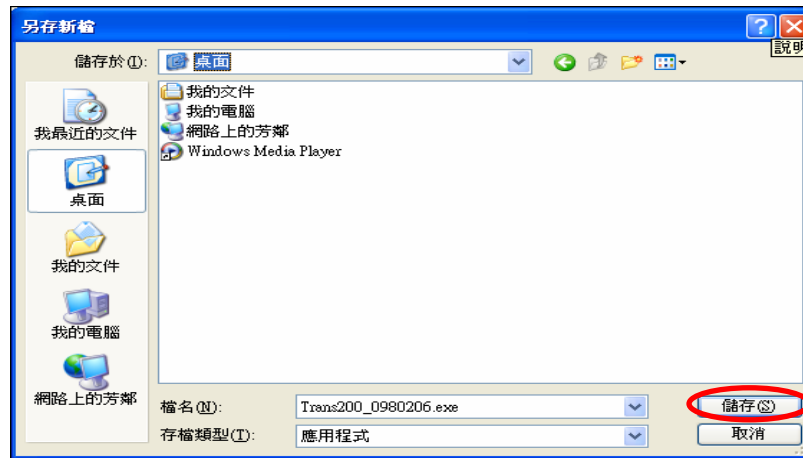 另存新檔
說明
儲存於(I):
桌面
我最近的文件
桌面
我的文件
我的電腦
網路上的芳鄰
我的文件
我的電腦
網路上的芳鄰
Windows Media Player
檔名(N):
Trans200_0980206.exe
儲存(S)
存檔類型(T):
應用程式
取消